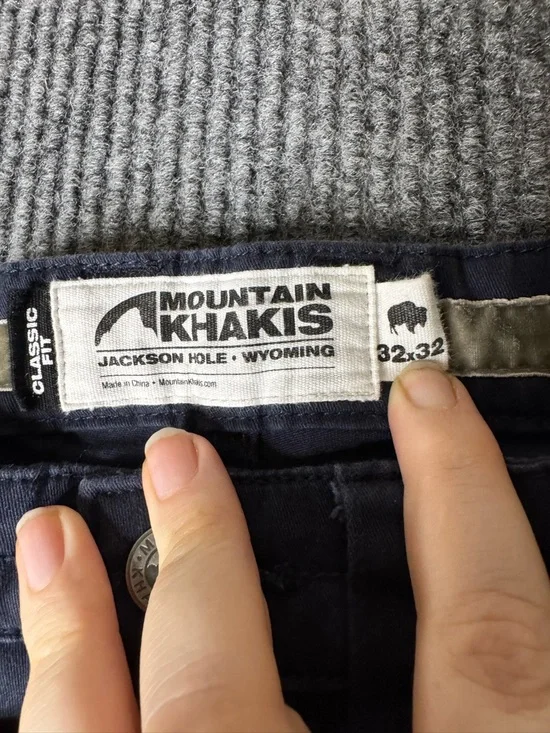 CLASSIC
FIT
MOUNTAIN
KHAKIS
JACKSON HOLE • WYOMING
Made in China • MountainKhakis.com
32x32